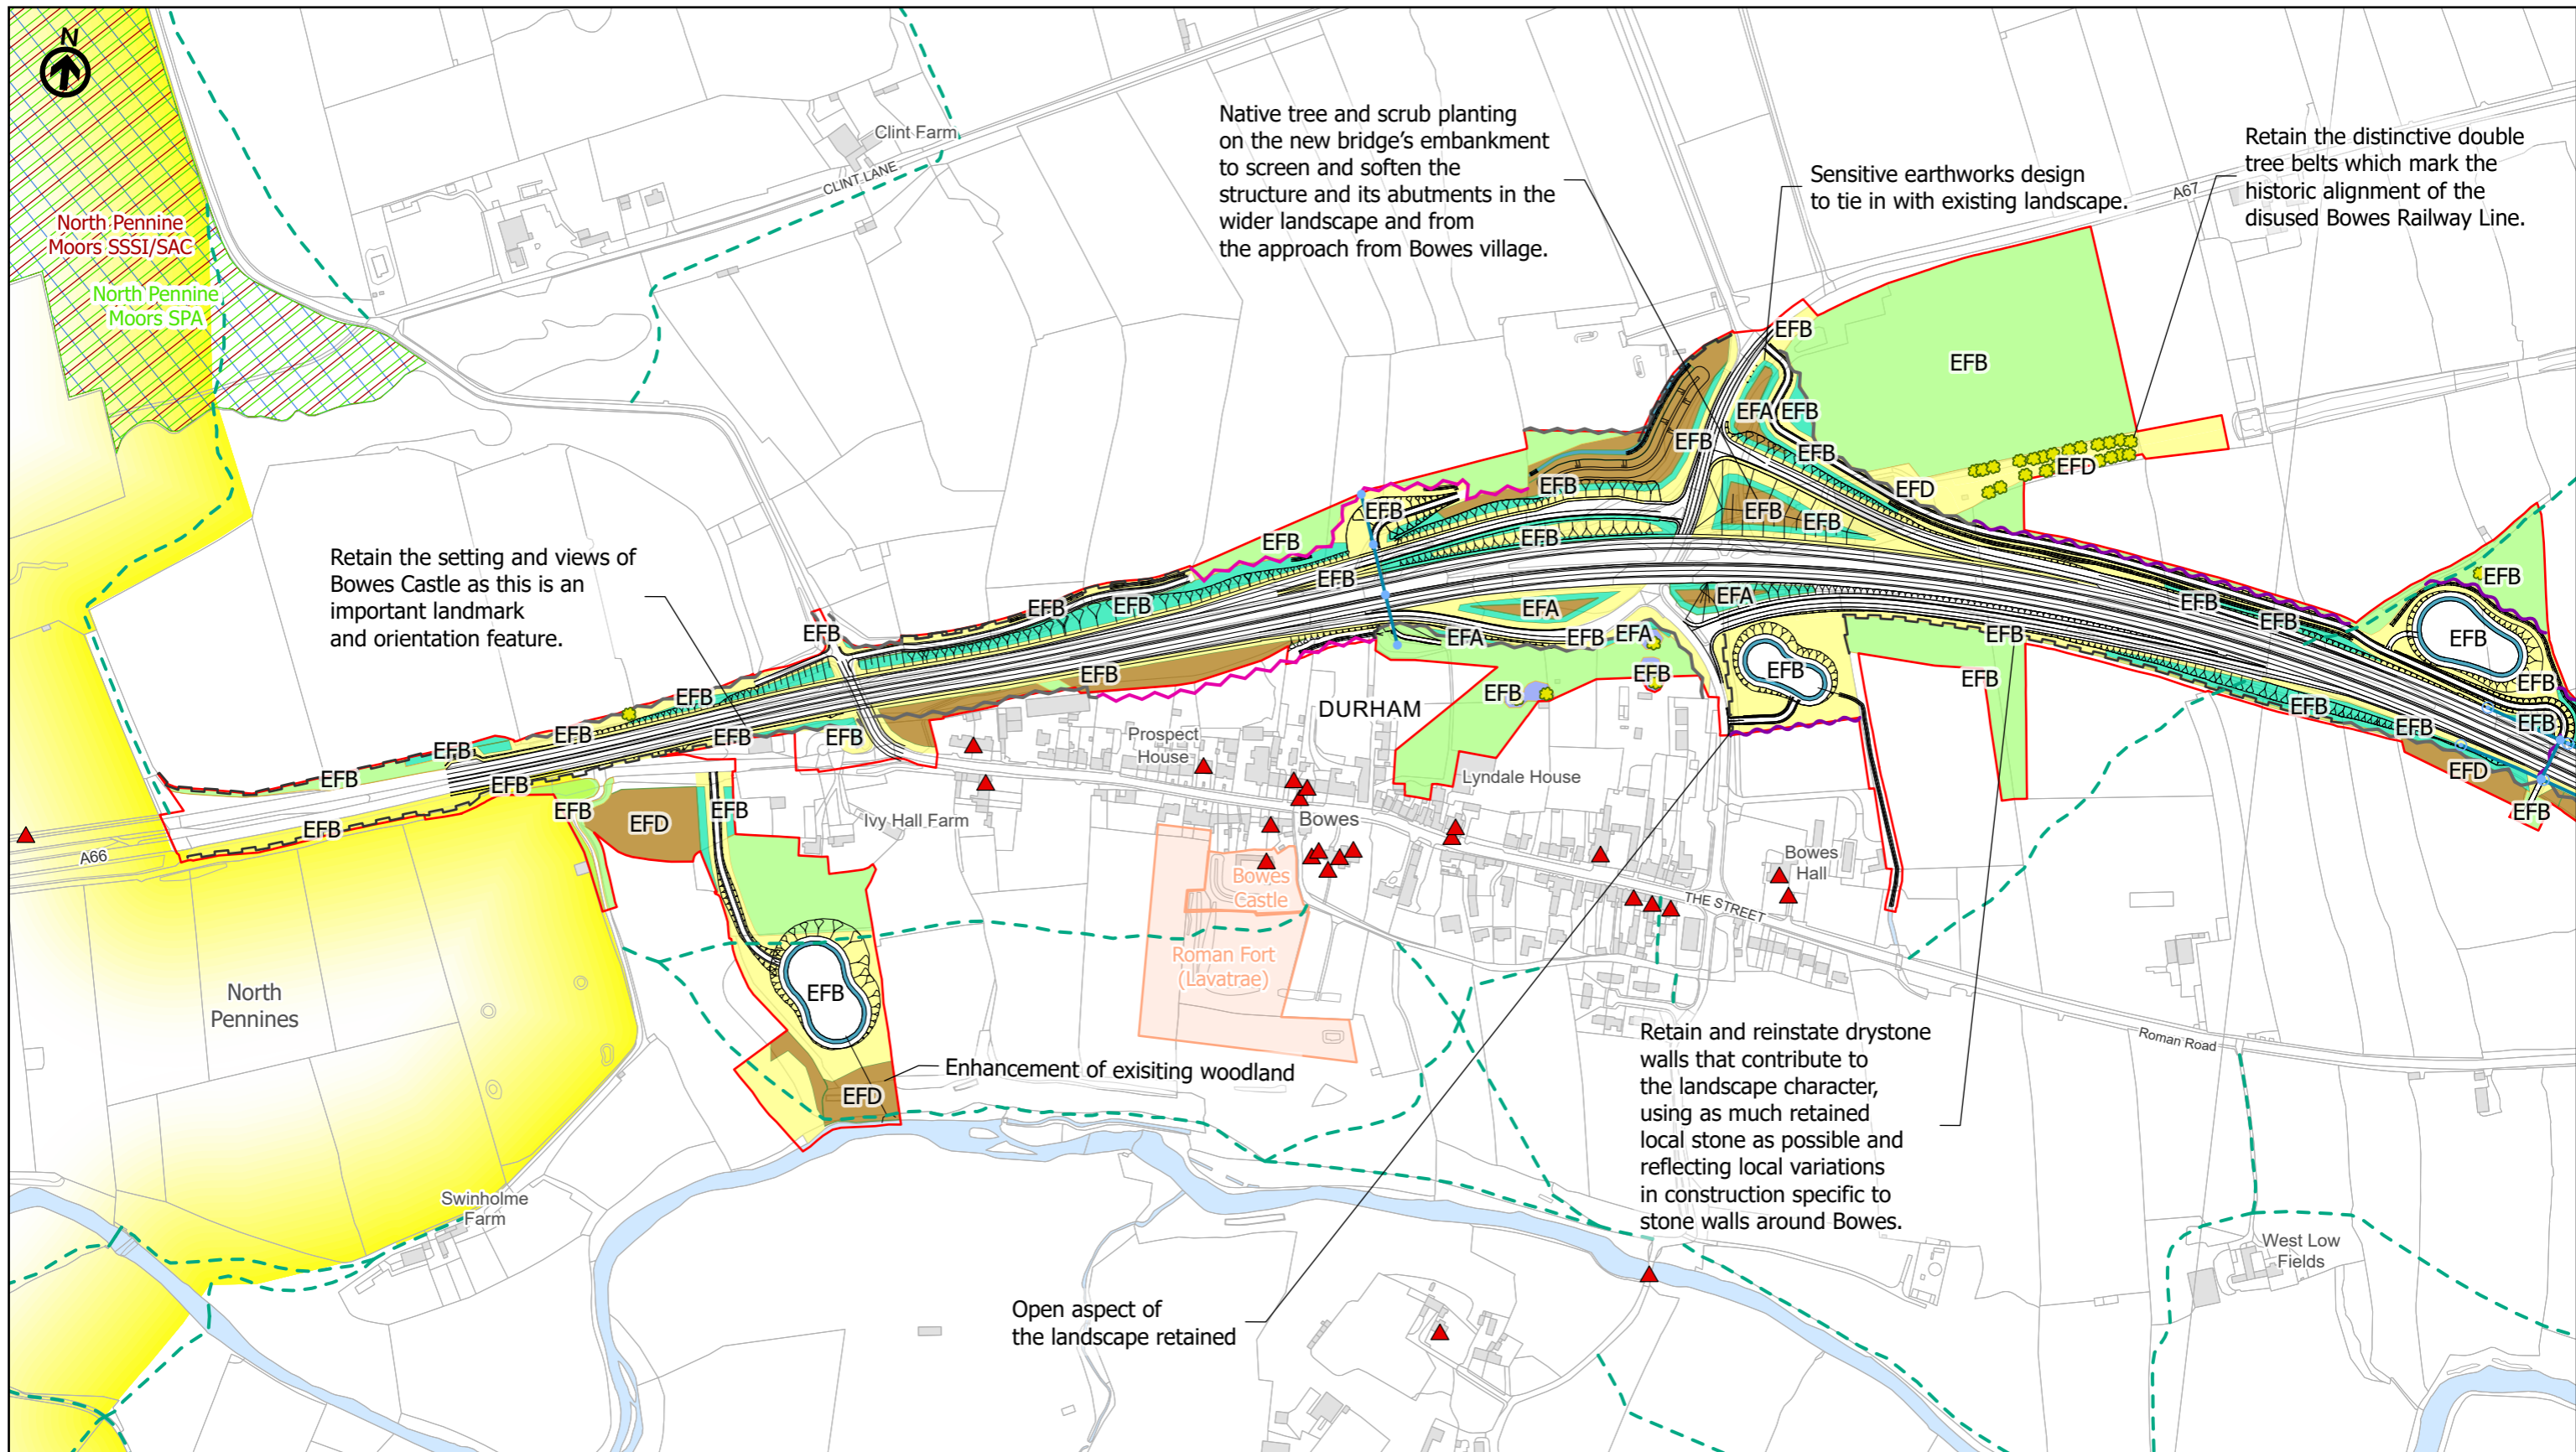 N
Clint Farm
CLINT LANE
North Pennine
Moors SSSI/SAC
North Pennine
Moors SPA
Native tree and scrub planting
on the new bridge's embankment
to screen and soften the
structure and its abutments in the
wider landscape and from
the approach from Bowes village.
Sensitive earthworks design
to tie in with existing landscape.
Retain the distinctive double
tree belts which mark the
historic alignment of the
disused Bowes Railway Line.
A67
EFB
EFB
EFA
EFB
EFB
EFB
EFD
EFD
EFB
EFB
EFB
EFB
EFB
EFB
EFB
Retain the setting and views of
Bowes Castle as this is an
important landmark
and orientation feature.
EFB
EFB
EFB
EFA
EFA
EFB
EFB
EFB
EFB
EFA
EFB
EFA
EFB
EFB
EFB
EFB
EFB
EFB
EFB
EFB
EFB
EFB
DURHAM
EFB
EFB
EFB
EFB
EFB
EFB
EFB
Prospect
House
EFB
EFB
EFD
Lyndale House
EFB
EFB
EFD
EFB
EFB
EFB
A66
Ivy Hall Farm
Bowes
Bowes
Hall
Bowes
Castle
THE STREET
Roman Fort
(Lavatrae)
North
Pennines
EFB
Roman Road
Enhancement of exisiting woodland
EFD
Retain and reinstate drystone
walls that contribute to
the landscape character,
using as much retained
local stone as possible and
reflecting local variations
in construction specific to
stone walls around Bowes.
Swinholme
Farm
West Low
Fields
Open aspect of
the landscape retained